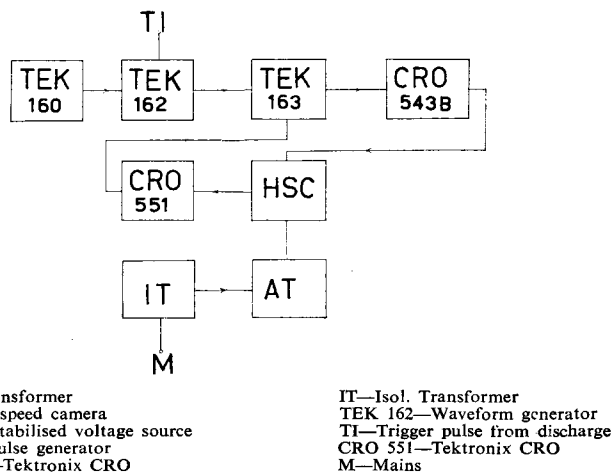 TI
TEK
160
TEK
162
TEK
163
CRO
543B
CRO
551
HSC
IT
AT
M
nsformer
speed camera
tabilised voltage source
ulse generator
-Tektronix CRO
IT—Isol. Transformer
TEK 162—Waveform generator
TI—Trigger pulse from discharge
CRO 551—Tektronix CRO
M—Mains